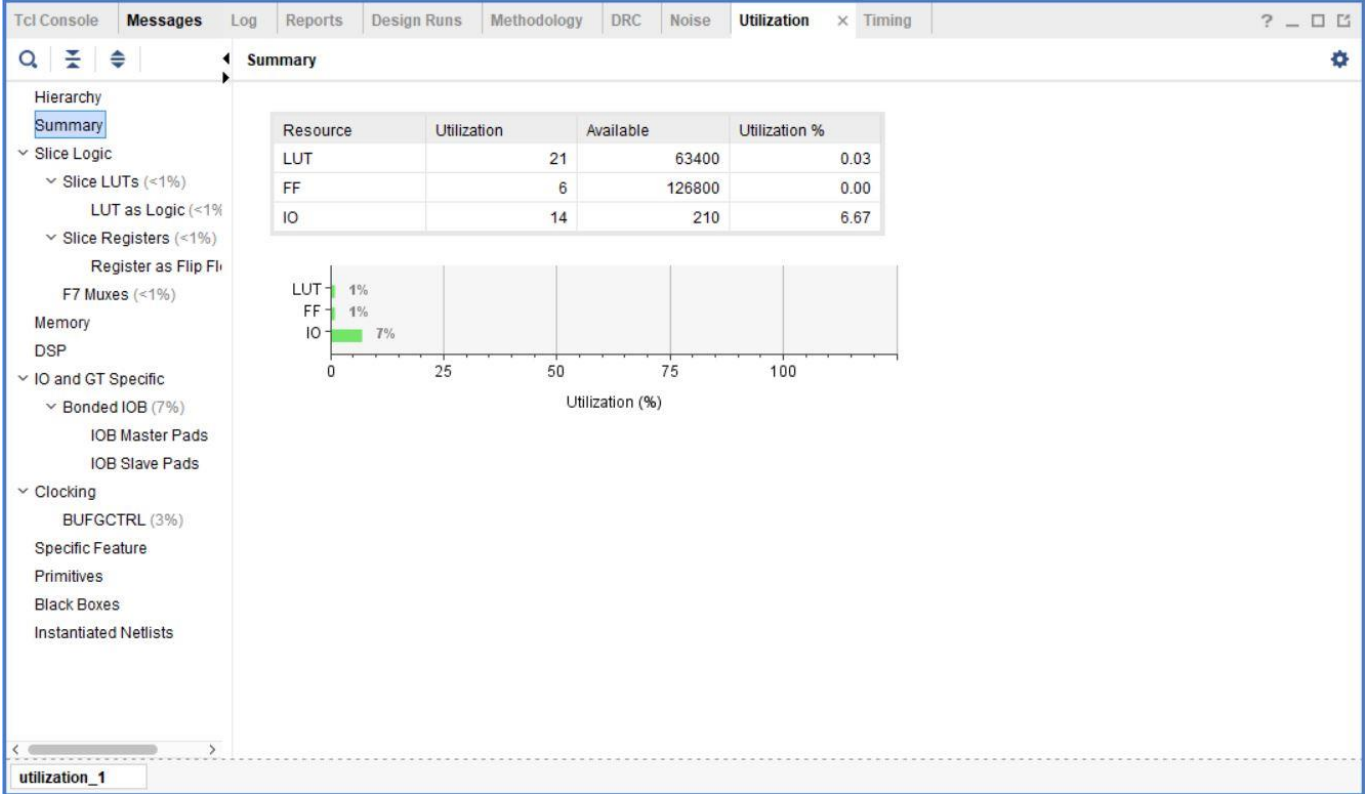 Tcl Console Messages Log Reports Design Runs Methodology DRC Noise Utilization × Timing ? _
Summary
Hierarchy
Summary
Slice Logic
Slice LUTs (<1%)
LUT as Logic (<1%
Slice Registers (<1%)
Register as Flip Flo
F7 Muxes (<1%)
Memory
DSP
IO and GT Specific
Bonded IOB (7%)
IOB Master Pads
IOB Slave Pads
Clocking
BUFGCTRL (3%)
Specific Feature
Primitives
Black Boxes
Instantiated Netlists
Resource Utilization Available Utilization %
LUT 21 63400 0.03
FF 6 126800 0.00
IO 14 210 6.67
LUT 1%
FF 1%
IO 7%
0 25 50 75 100
Utilization (%)
utilization_1